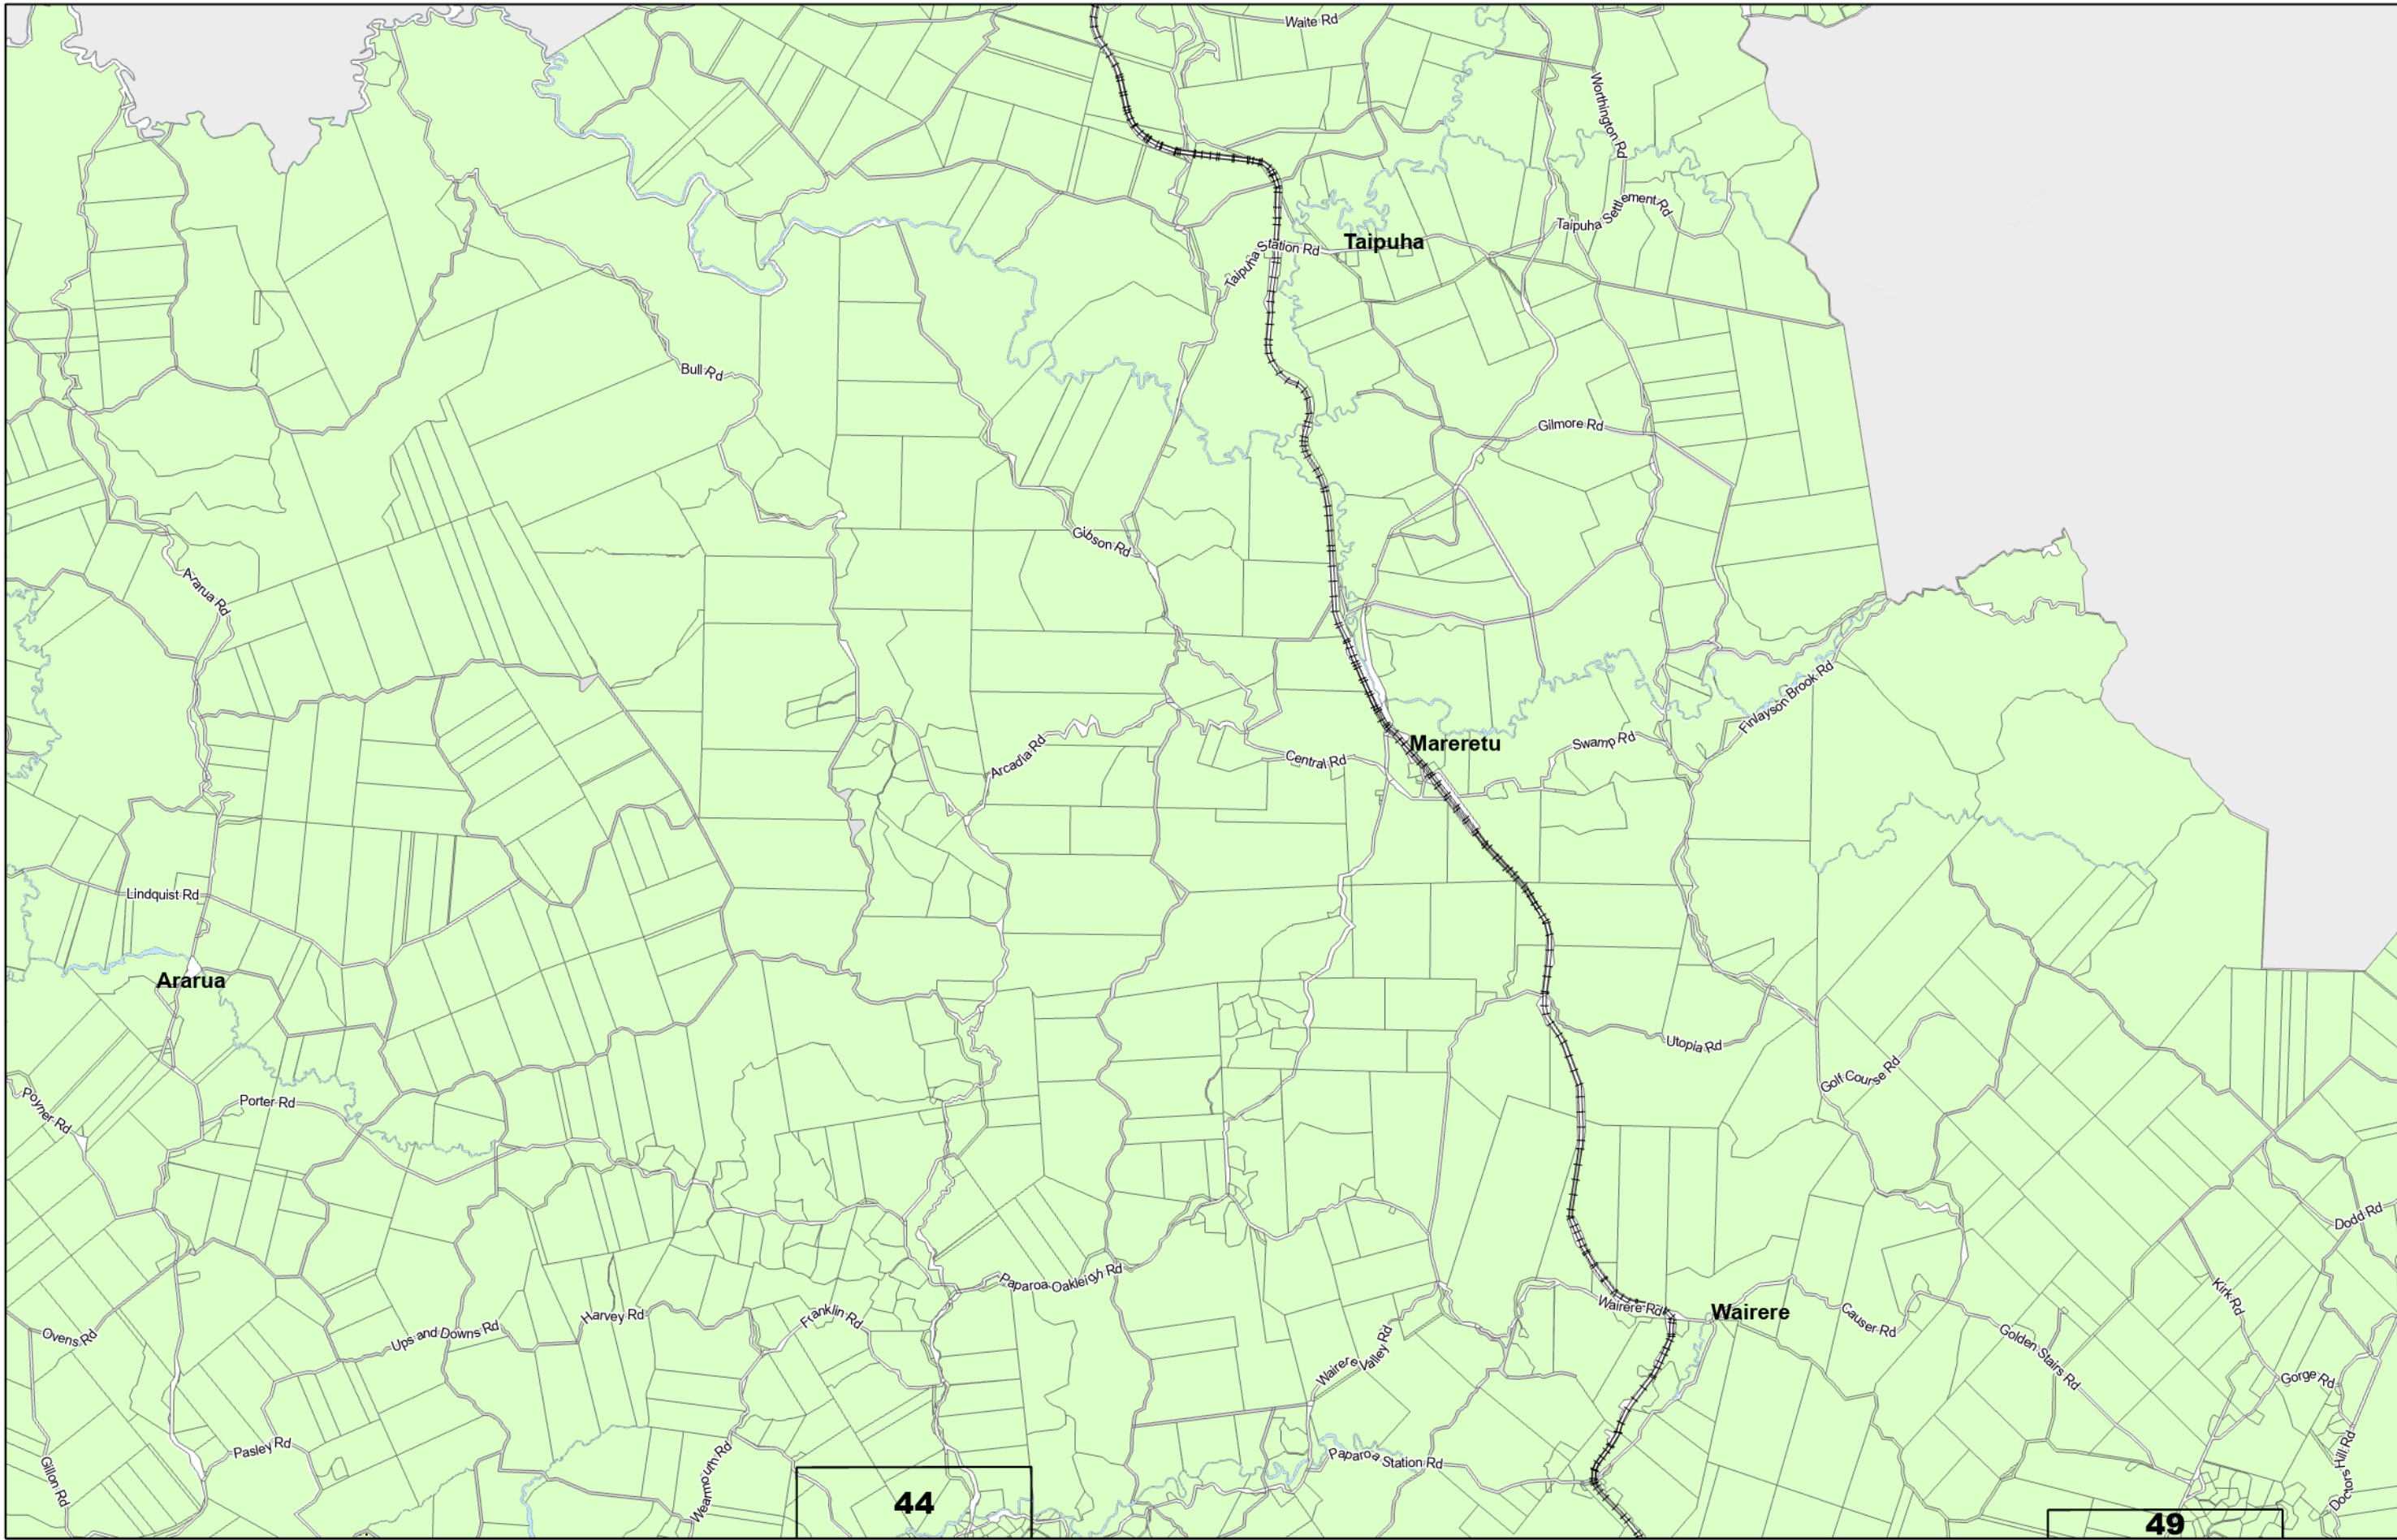 Waite Rd
Worthington Rd
Taipuha Settlement Rd
Taipuha
Taipuha Station Rd
Bull Rd
Gilmore Rd
Gibson Rd
Ararua Rd
Finlayson Brook Rd
Mareretu
Swamp Rd
Arcadia Rd
Central Rd
Lindquist Rd
Ararua
Utopia Rd
Golf Course Rd
Poyner Rd
Porter Rd
Dodd Rd
Paparoa Oakleigh Rd
Kirk Rd
Wairere Rd
Wairere
Causer Rd
Harvey Rd
Franklin Rd
Ovens Rd
Ups and Downs Rd
Golden Stairs Rd
Wairere Valley Rd
Gorge Rd
Pasley Rd
Paparoa Station Rd
Gillon Rd
Wearmouth Rd
Doctors Hill Rd
44
49